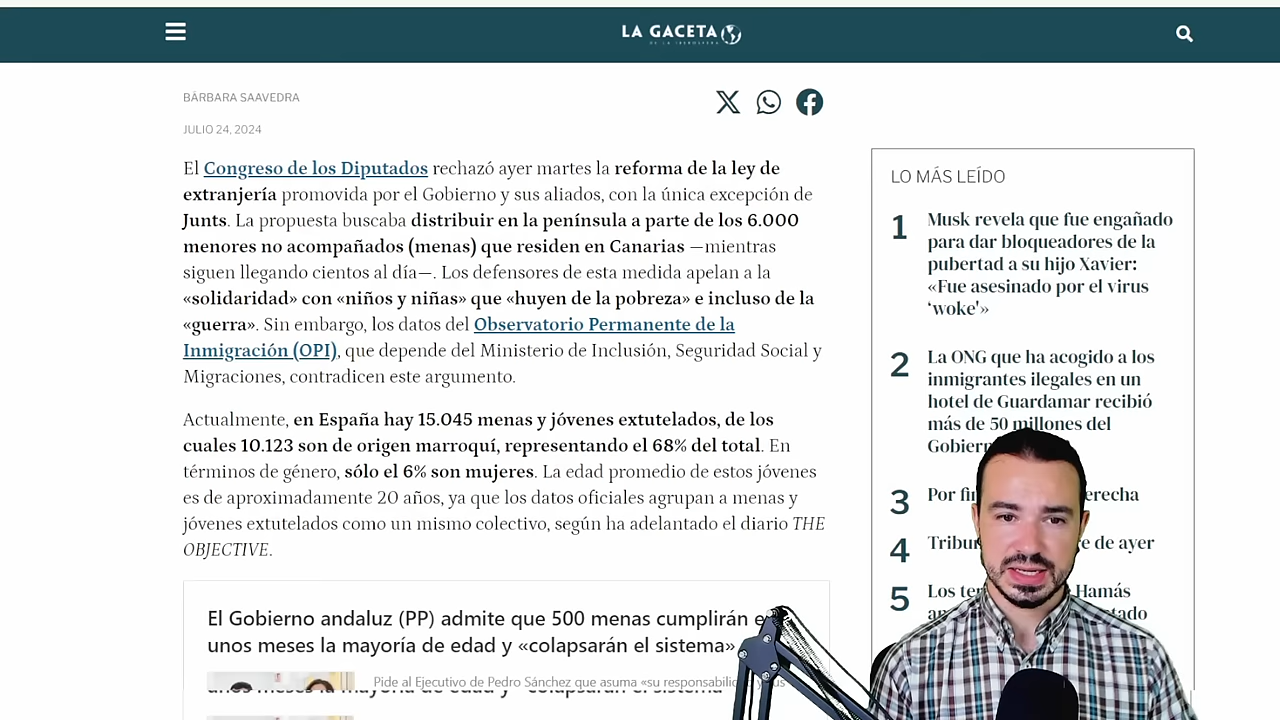 LA GACETA
DE LA IBEROSFERA
BÁRBARA SAAVEDRA
JULIO 24, 2024
El Congreso de los Diputados rechazó ayer martes la reforma de la ley de
extranjería promovida por el Gobierno y sus aliados, con la única excepción de
Junts. La propuesta buscaba distribuir en la península a parte de los 6.000
menores no acompañados (menas) que residen en Canarias —mientras
siguen llegando cientos al día—. Los defensores de esta medida apelan a la
«solidaridad» con «niños y niñas» que «huyen de la pobreza» e incluso de la
«guerra». Sin embargo, los datos del Observatorio Permanente de la
Inmigración (OPI), que depende del Ministerio de Inclusión, Seguridad Social y
Migraciones, contradicen este argumento.
Actualmente, en España hay 15.045 menas y jóvenes extutelados, de los
cuales 10.123 son de origen marroquí, representando el 68% del total. En
términos de género, sólo el 6% son mujeres. La edad promedio de estos jóvenes
es de aproximadamente 20 años, ya que los datos oficiales agrupan a menas y
jóvenes extutelados como un mismo colectivo, según ha adelantado el diario THE
OBJECTIVE.
El Gobierno andaluz (PP) admite que 500 menas cumplirán
unos meses la mayoría de edad y «colapsarán el sistema»
Pide al Ejecutivo de Pedro Sánchez que asuma «su
unos meses la mayoría de edad y «colapsarán el sistema»
LO MÁS LEÍDO
1 Musk revela que fue engañado
para dar bloqueadores de la
pubertad a su hijo Xavier:
«Fue asesinado por el virus
'woke'»
2 La ONG que ha acogido a los
inmigrantes ilegales en un
hotel de Guardamar recibió
más de 50 millones del
3 Por
4 de ayer
5 Los Hamás